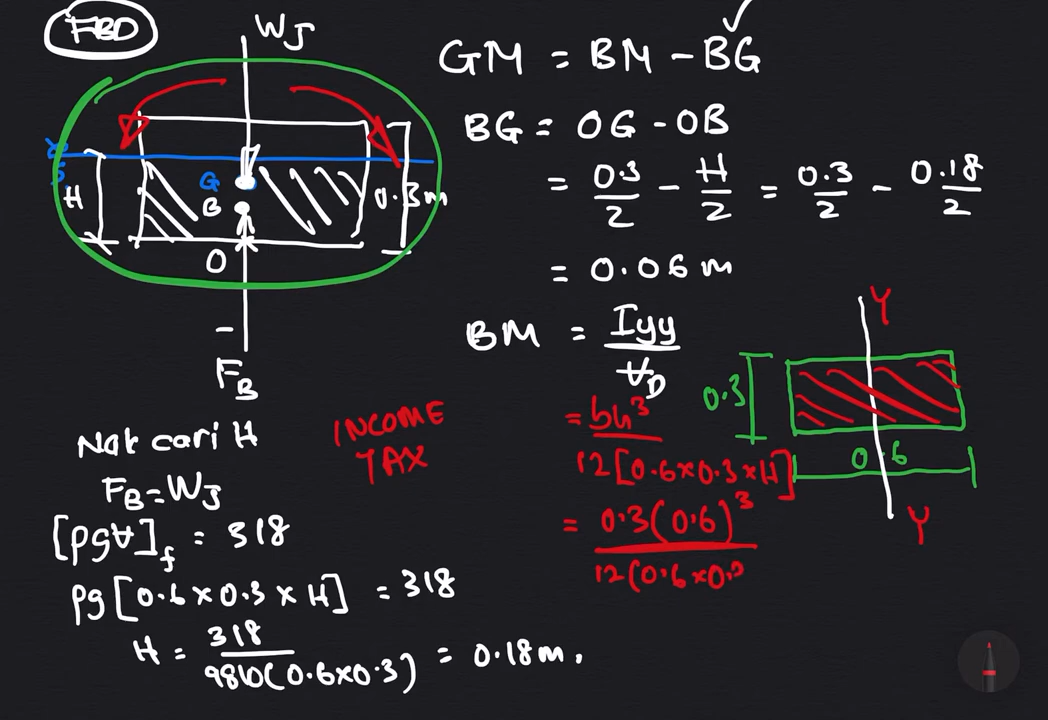 FBD
WJ
GM = BM - BG
BG = OG - OB
= 0.3/2 - H/2 = 0.3/2 - 0.18/2
= 0.06 m
G
B
H
0.3m
O
FB
BM = Iyy/VD
= bh³/12[0.6×0.3×H]
= 0.3(0.6)³/12(0.6×0.
Y
0.3
0.6
Y
Nak cari H
FB=WJ
[ρgV]f = 318
ρg[0.6×0.3×H] = 318
H = 318/9810(0.6×0.3) = 0.18m.
INCOME
TAX